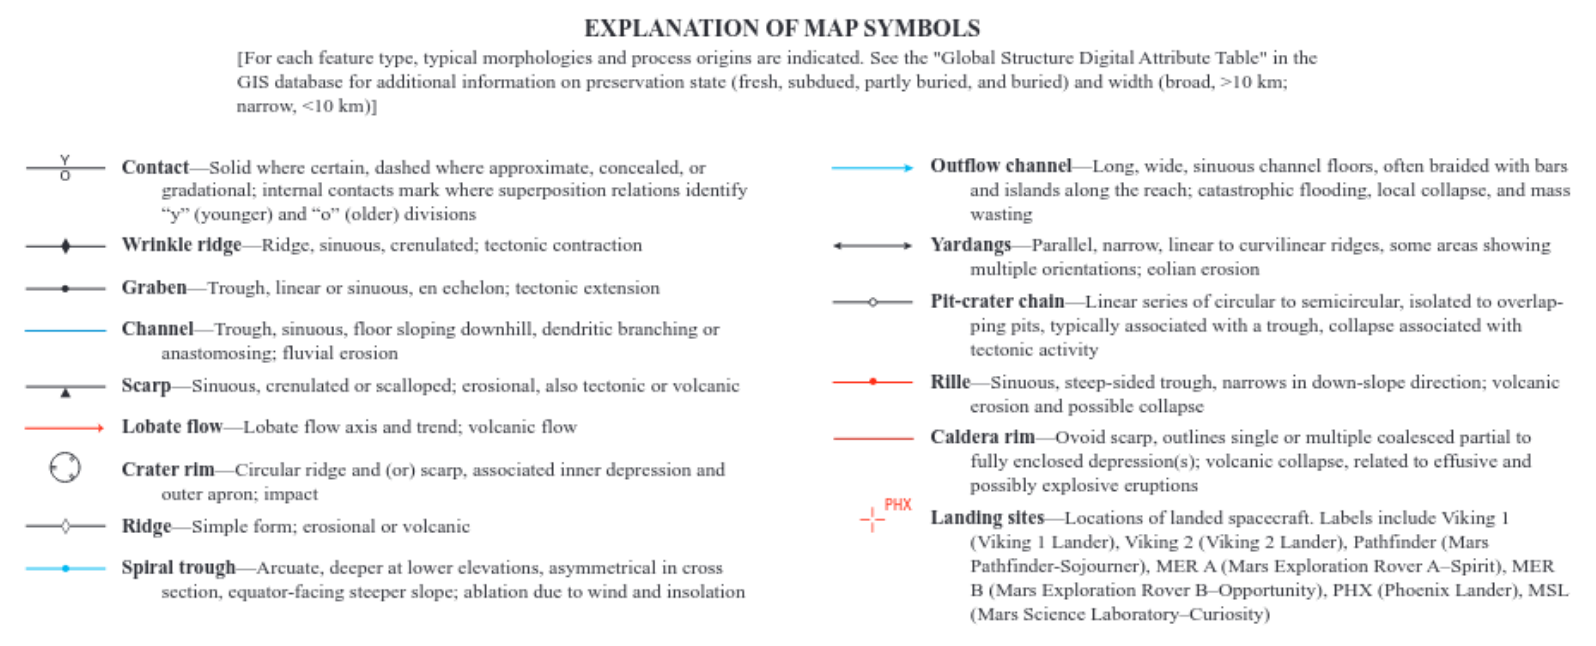 EXPLANATION OF MAP SYMBOLS
[For each feature type, typical morphologies and process origins are indicated. See the "Global Structure Digital Attribute Table" in the
GIS database for additional information on preservation state (fresh, subdued, partly buried, and buried) and width (broad, >10 km;
narrow, <10 km)]
Y
O
Contact—Solid where certain, dashed where approximate, concealed, or
gradational; internal contacts mark where superposition relations identify
“y” (younger) and “o” (older) divisions
Wrinkle ridge—Ridge, sinuous, crenulated; tectonic contraction
Graben—Trough, linear or sinuous, en echelon; tectonic extension
Channel—Trough, sinuous, floor sloping downhill, dendritic branching or
anastomosing; fluvial erosion
Scarp—Sinuous, crenulated or scalloped; erosional, also tectonic or volcanic
Lobate flow—Lobate flow axis and trend; volcanic flow
Crater rim—Circular ridge and (or) scarp, associated inner depression and
outer apron; impact
Ridge—Simple form; erosional or volcanic
Spiral trough—Arcuate, deeper at lower elevations, asymmetrical in cross
section, equator-facing steeper slope; ablation due to wind and insolation
Outflow channel—Long, wide, sinuous channel floors, often braided with bars
and islands along the reach; catastrophic flooding, local collapse, and mass
wasting
Yardangs—Parallel, narrow, linear to curvilinear ridges, some areas showing
multiple orientations; eolian erosion
Pit-crater chain—Linear series of circular to semicircular, isolated to overlap-
ping pits, typically associated with a trough, collapse associated with
tectonic activity
Rille—Sinuous, steep-sided trough, narrows in down-slope direction; volcanic
erosion and possible collapse
Caldera rim—Ovoid scarp, outlines single or multiple coalesced partial to
fully enclosed depression(s); volcanic collapse, related to effusive and
possibly explosive eruptions
PHX
Landing sites—Locations of landed spacecraft. Labels include Viking 1
(Viking 1 Lander), Viking 2 (Viking 2 Lander), Pathfinder (Mars
Pathfinder-Sojourner), MER A (Mars Exploration Rover A–Spirit), MER
B (Mars Exploration Rover B–Opportunity), PHX (Phoenix Lander), MSL
(Mars Science Laboratory–Curiosity)